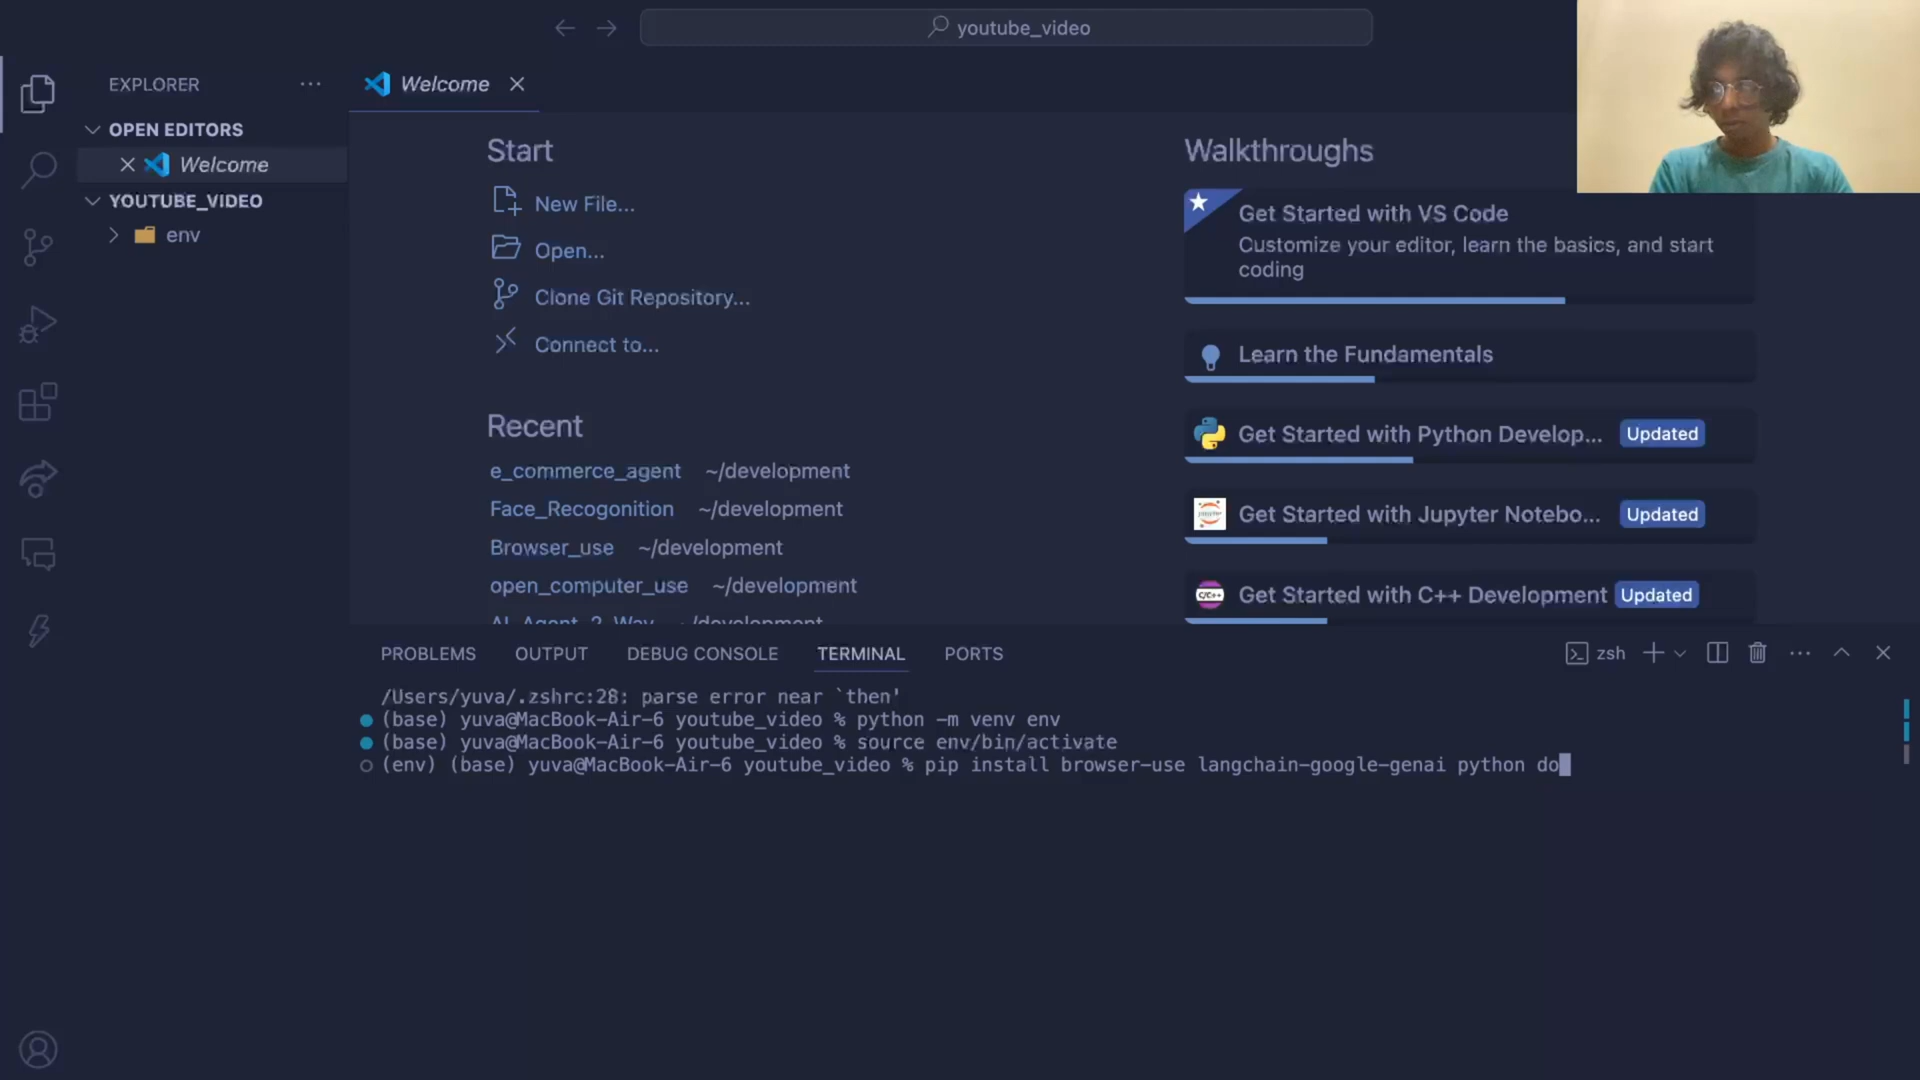 youtube_video
EXPLORER
Welcome
OPEN EDITORS
Welcome
YOUTUBE_VIDEO
env
Start
New File...
Open...
Clone Git Repository...
Connect to...
Recent
e_commerce_agent ~/development
Face_Recogonition ~/development
Browser_use ~/development
open_computer_use ~/development
AI_Agent_2_Way ~/development
Walkthroughs
Get Started with VS Code
Customize your editor, learn the basics, and start
coding
Learn the Fundamentals
Get Started with Python Develop... Updated
Get Started with Jupyter Notebo... Updated
C/C++ Get Started with C++ Development Updated
PROBLEMS OUTPUT DEBUG CONSOLE TERMINAL PORTS
zsh
/Users/yuva/.zshrc:28: parse error near `then'
(base) yuva@MacBook-Air-6 youtube_video % python -m venv env
(base) yuva@MacBook-Air-6 youtube_video % source env/bin/activate
(env) (base) yuva@MacBook-Air-6 youtube_video % pip install browser-use langchain-google-genai python do